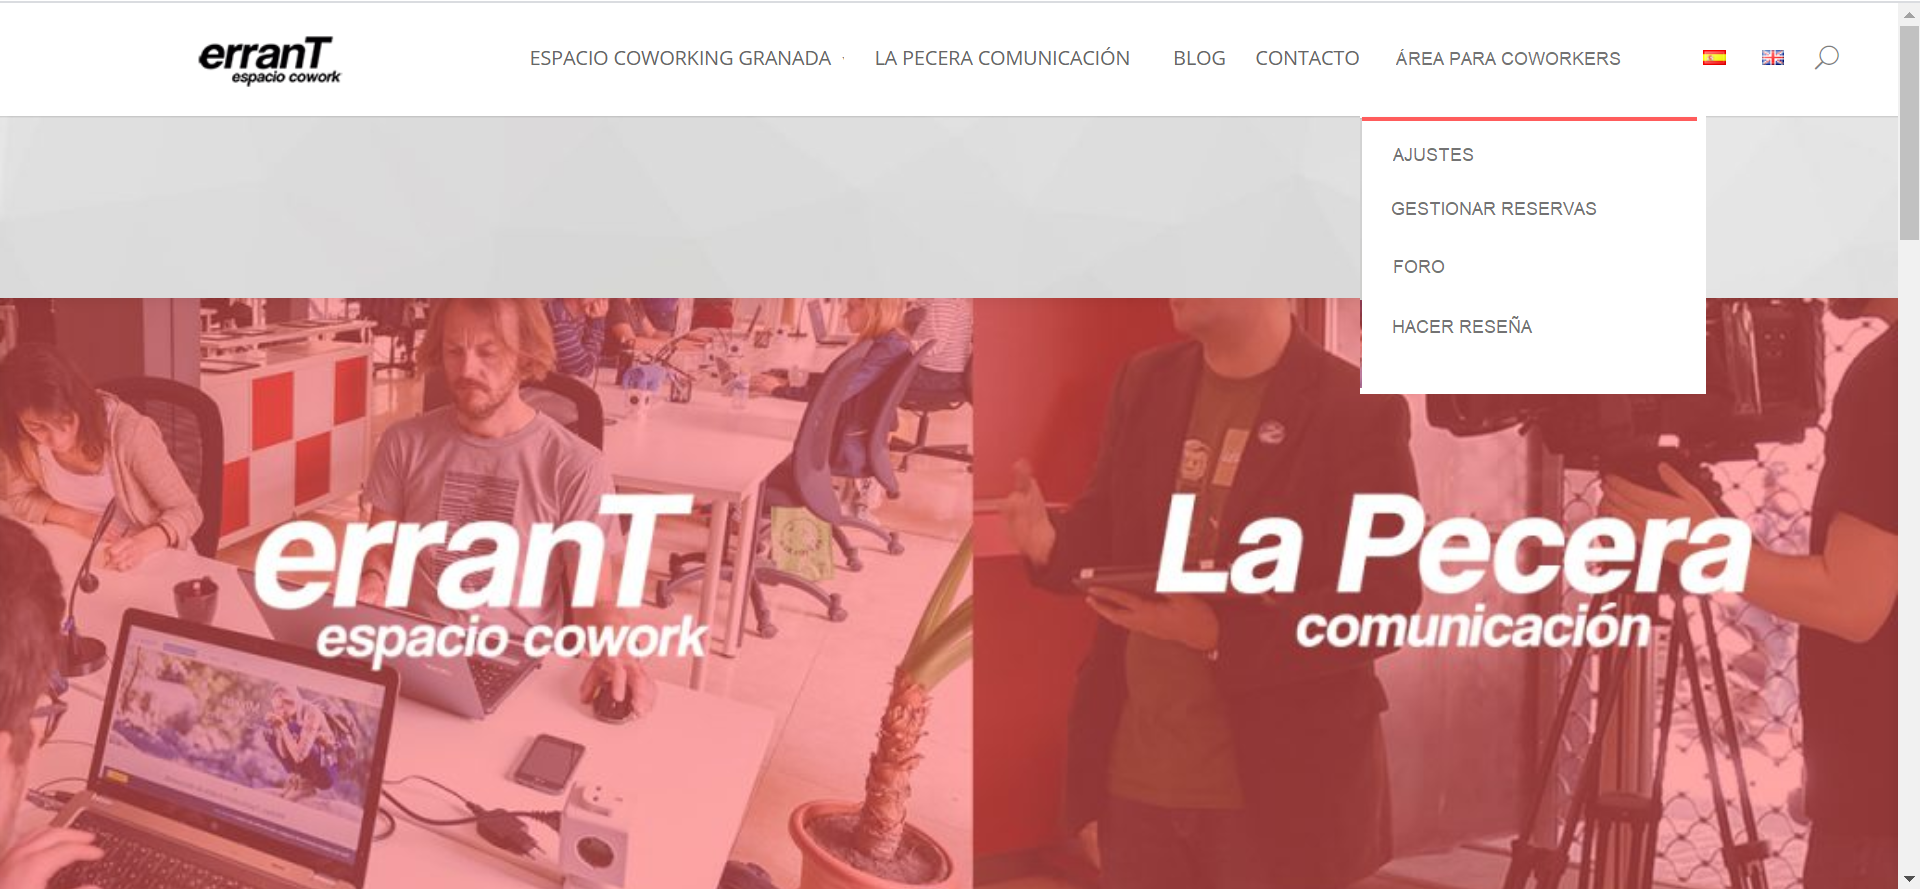 erranT
espacio cowork
ESPACIO COWORKING GRANADA
LA PECERA COMUNICACIÓN
BLOG
CONTACTO
ÁREA PARA COWORKERS
AJUSTES
GESTIONAR RESERVAS
FORO
HACER RESEÑA
erranT
espacio cowork
La Pecera
comunicación